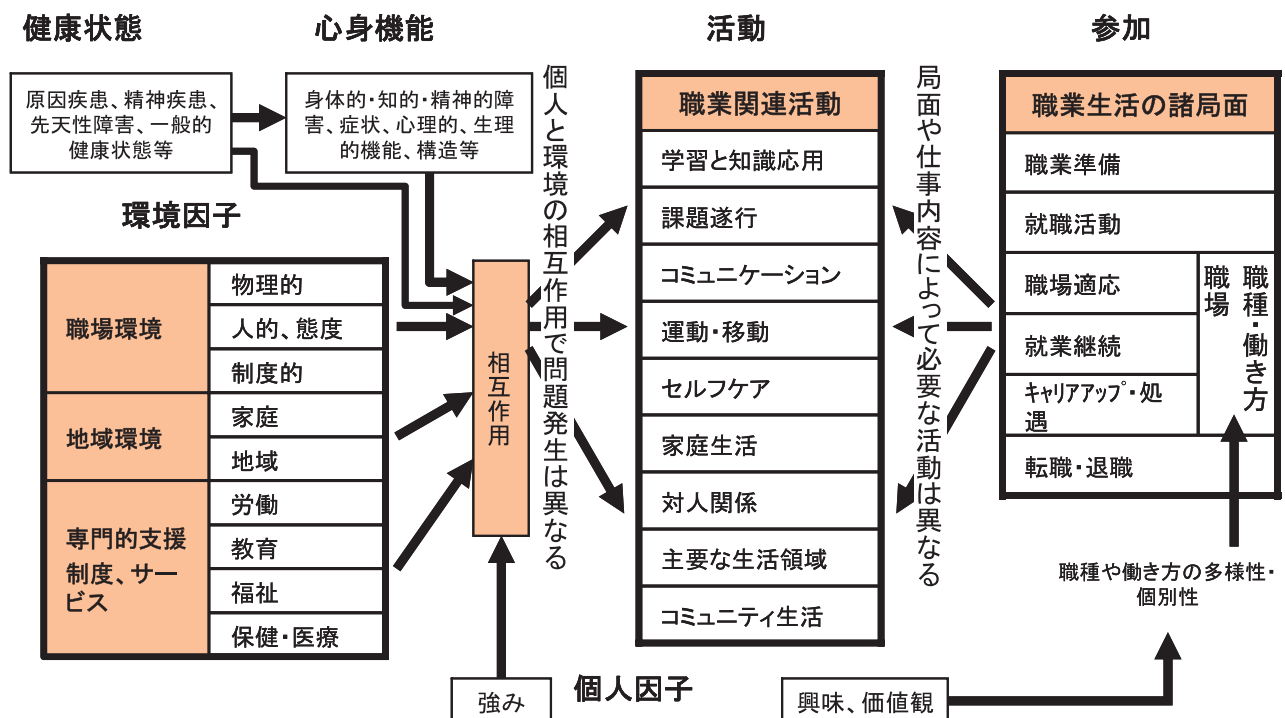 健康状態
心身機能
活動
参加
原因疾患、精神疾患、
先天性障害、一般的
健康状態等
身体的・知的・精神的障
害、症状、心理的、生理
的機能、構造等
環境因子
職場環境
物理的
人的、態度
制度的
地域環境
家庭
地域
専門的支援
制度、サー
ビス
労働
教育
福祉
保健・医療
相互作用
個人と環境の相互作用で問題発生は異なる
職業関連活動
学習と知識応用
課題遂行
コミュニケーション
運動・移動
セルフケア
家庭生活
対人関係
主要な生活領域
コミュニティ生活
局面や仕事内容によって必要な活動は異なる
職業生活の諸局面
職業準備
就職活動
職場適応
就業継続
キャリアアップ・処
遇
職種・働き方
職場
転職・退職
職種や働き方の多様性・
個別性
強み
個人因子
興味、価値観